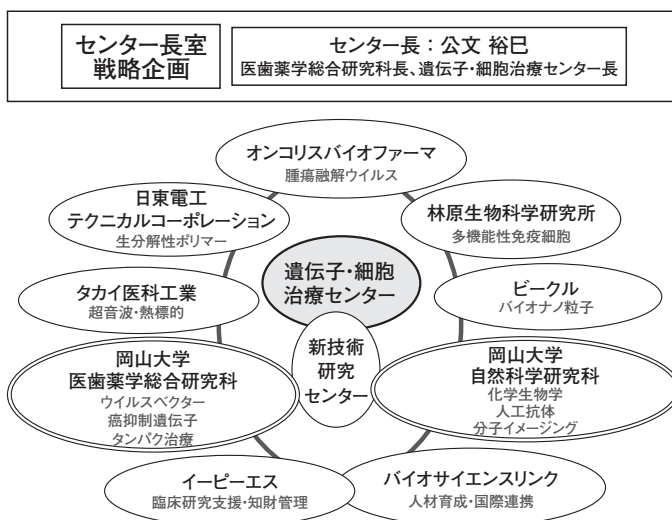 センター長室
戦略企画
センター長：公文 裕巳
医歯薬学総合研究科長、遺伝子・細胞治療センター長
オンコリスバイオファーマ
腫瘍融解ウイルス
日東電工
テクニカルコーポレーション
生分解性ポリマー
林原生物科学研究所
多機能性免疫細胞
遺伝子・細胞
治療センター
タカイ医科工業
超音波・熱標的
ビークル
バイオナノ粒子
新技術
研究
センター
岡山大学
医歯薬学総合研究科
ウイルスベクター
癌抑制遺伝子
タンパク治療
岡山大学
自然科学研究科
化学生物学
人工抗体
分子イメージング
イーピーエス
臨床研究支援・知財管理
バイオサイエンスリンク
人材育成・国際連携